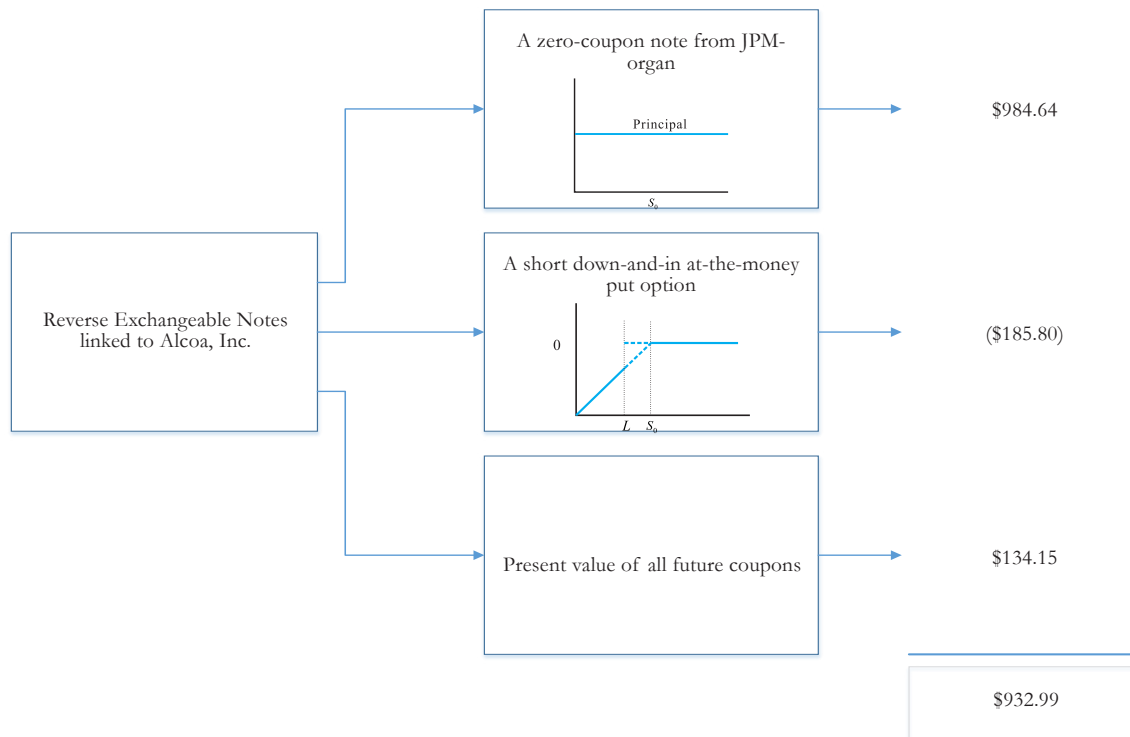 A zero-coupon note from JPM-
organ
Principal
S₀
$984.64
Reverse Exchangeable Notes
linked to Alcoa, Inc.
A short down-and-in at-the-money
put option
0
L S₀
($185.80)
Present value of all future coupons
$134.15
$932.99